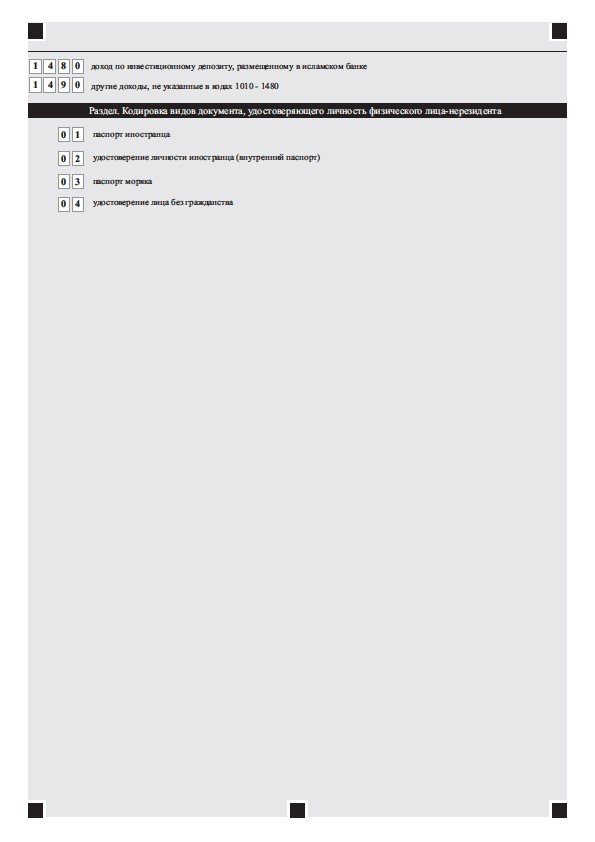 1480 доход по инвестиционному депозиту, размещенному в исламском банке
1490 другие доходы, не указанные в кодах 1010 - 1480
Раздел. Кодировка видов документа, удостоверяющего личность физического лица-нерезидента
01 паспорт иностранца
02 удостоверение личности иностранца (внутренний паспорт)
03 паспорт моряка
04 удостоверение лица без гражданства